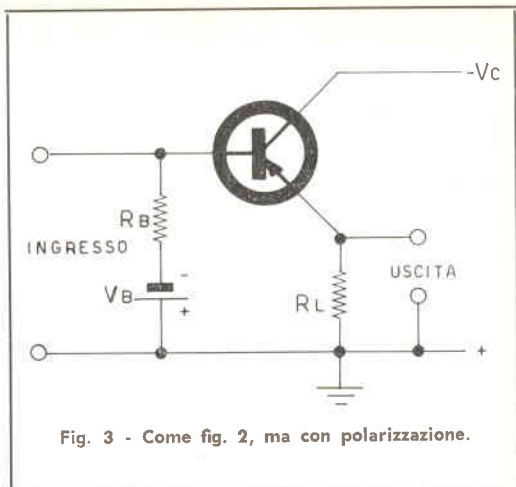 -Vc
RB
INGRESSO
-
VB
+
RL
USCITA
+
Fig. 3 - Come fig. 2, ma con polarizzazione.